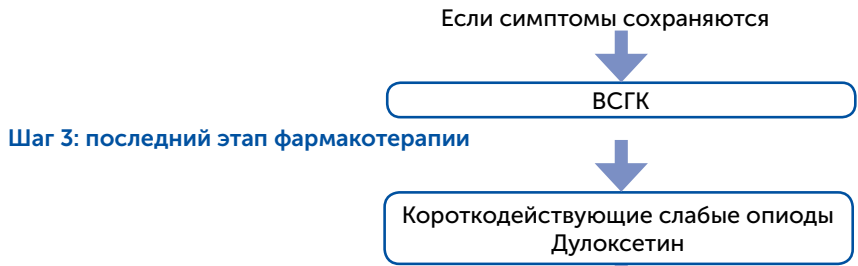 Если симптомы сохраняются
ВСГК
Шаг 3: последний этап фармакотерапии
Короткодействующие слабые опиоды
Дулоксетин